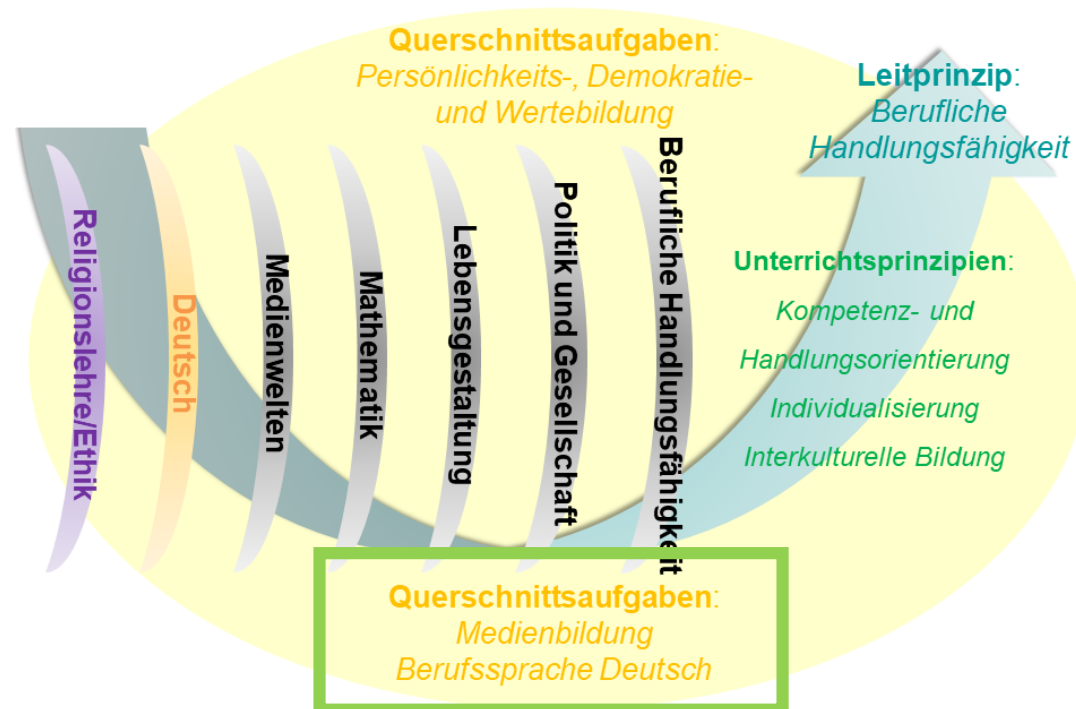 Querschnittsaufgaben:
Persönlichkeits-, Demokratie-
und Wertebildung
Leitprinzip:
Berufliche
Handlungsfähigkeit
Religionslehre/Ethik
Deutsch
Medienwelten
Mathematik
Lebensgestaltung
Politik und Gesellschaft
Berufliche Handlungsfähigkeit
Unterrichtsprinzipien:
Kompetenz- und
Handlungsorientierung
Individualisierung
Interkulturelle Bildung
Querschnittsaufgaben:
Medienbildung
Berufssprache Deutsch